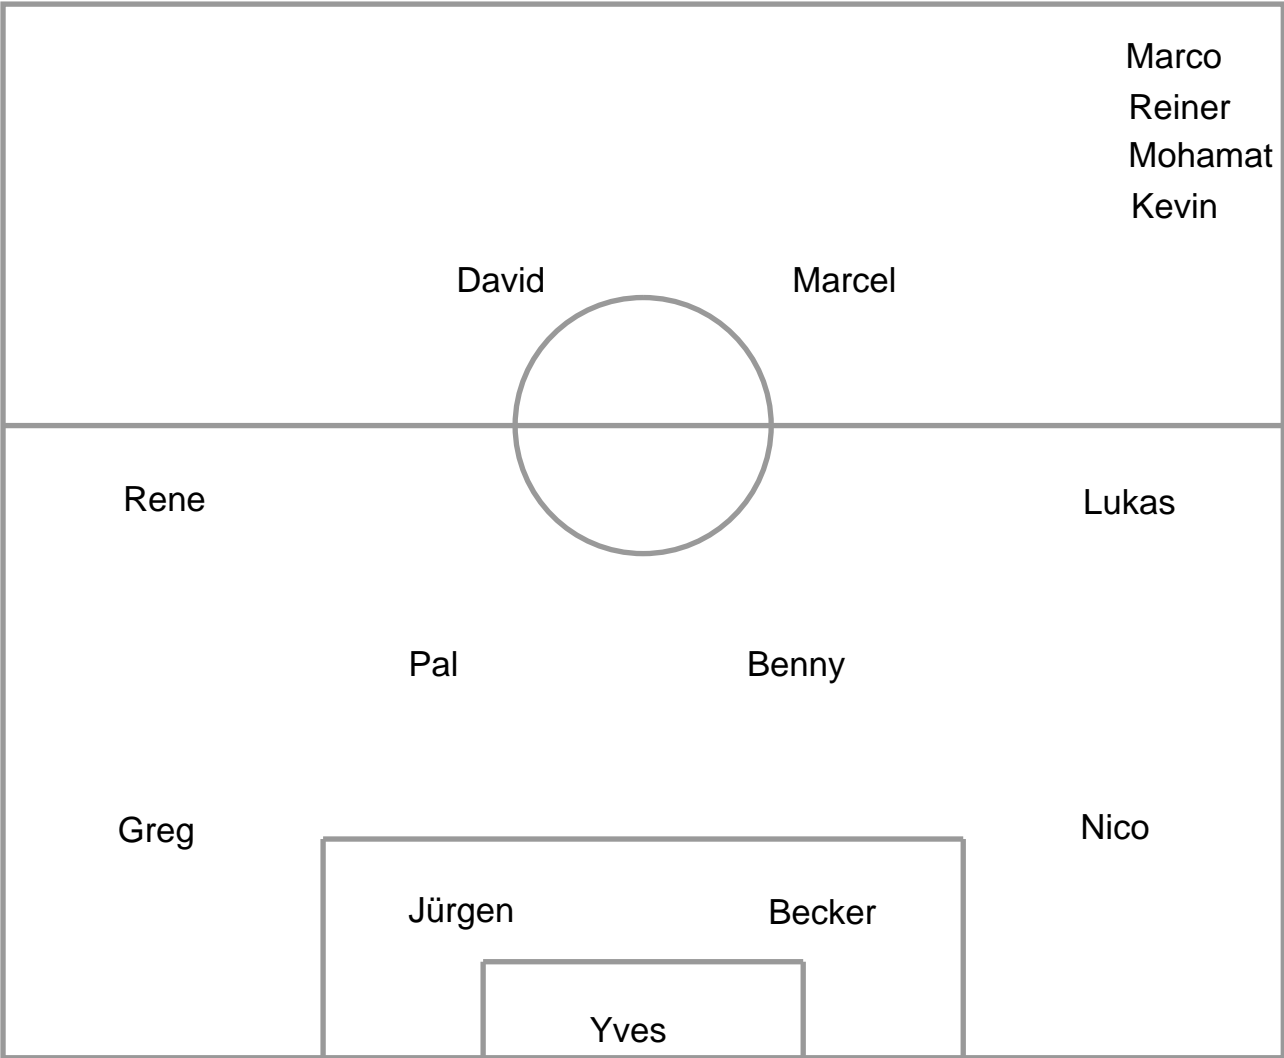 Marco
Reiner
Mohamat
Kevin
David Marcel
Rene Lukas
Pal Benny
Greg Nico
Jürgen Becker
Yves